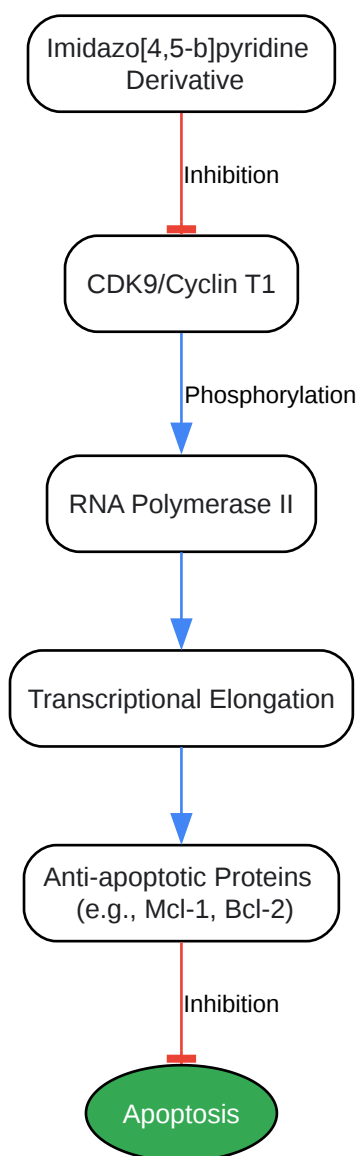 Imidazo[4,5-b]pyridine
Derivative
Inhibition
CDK9/Cyclin T1
Phosphorylation
RNA Polymerase II
Transcriptional Elongation
Anti-apoptotic Proteins
(e.g., Mcl-1, Bcl-2)
Inhibition
Apoptosis